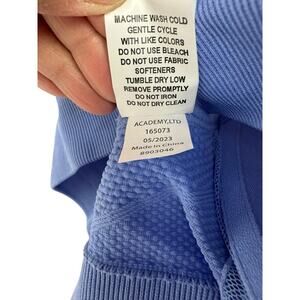 MACHINE WASH COLD
GENTLE CYCLE
WITH LIKE COLORS
DO NOT USE BLEACH
DO NOT USE FABRIC
SOFTENERS
TUMBLE DRY LOW
REMOVE PROMPTLY
DO NOT IRON
DO NOT DRY CLEAN
ACADEMY,LTD
165073
05/2023
Made in China
8903046